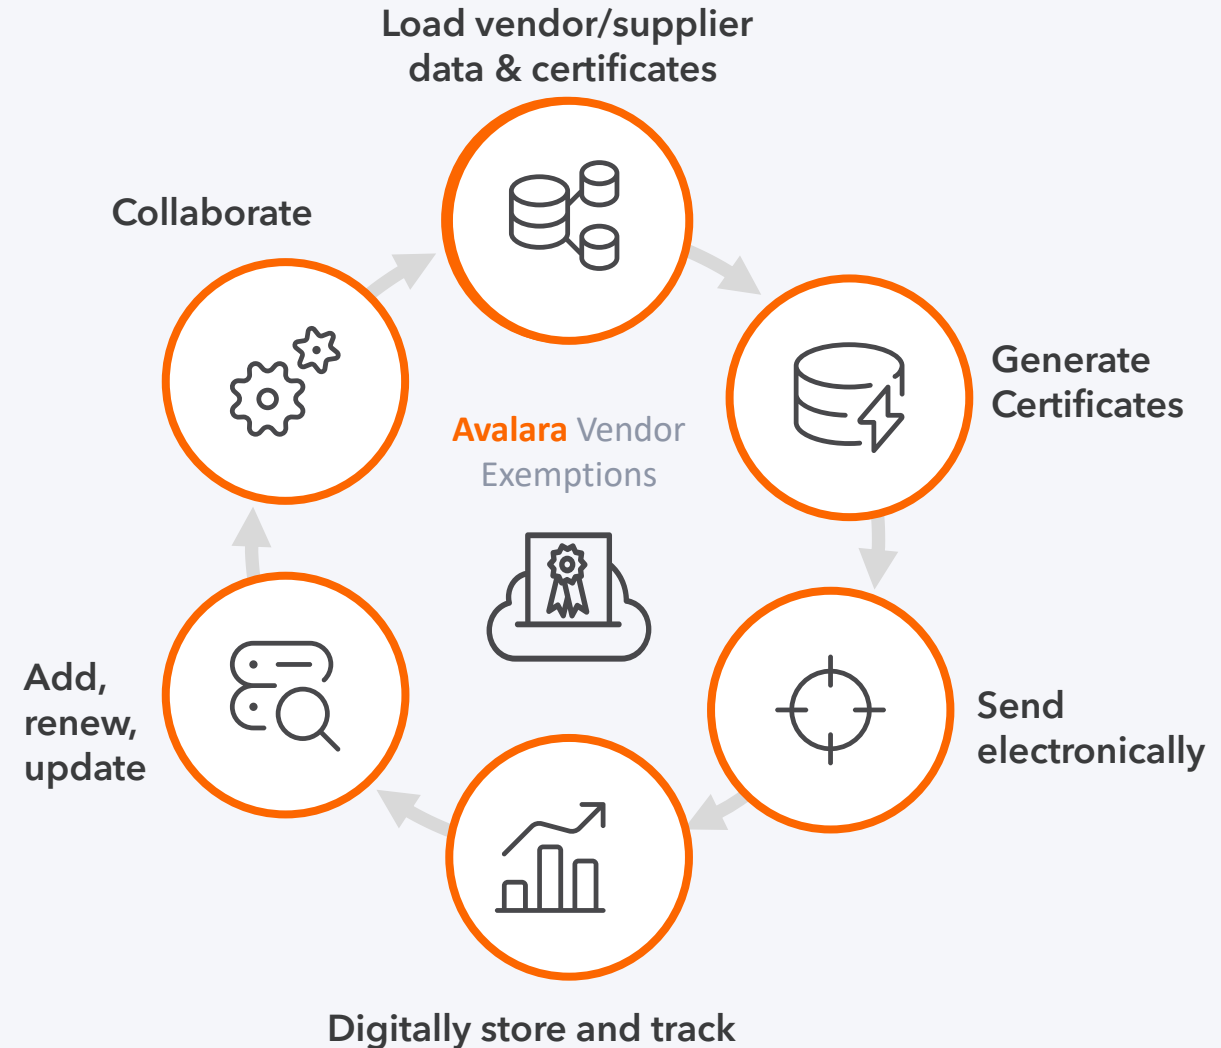 Load vendor/supplier
data & certificates
Collaborate
Generate
Certificates
Avalara Vendor
Exemptions
Add,
renew,
update
Send
electronically
Digitally store and track